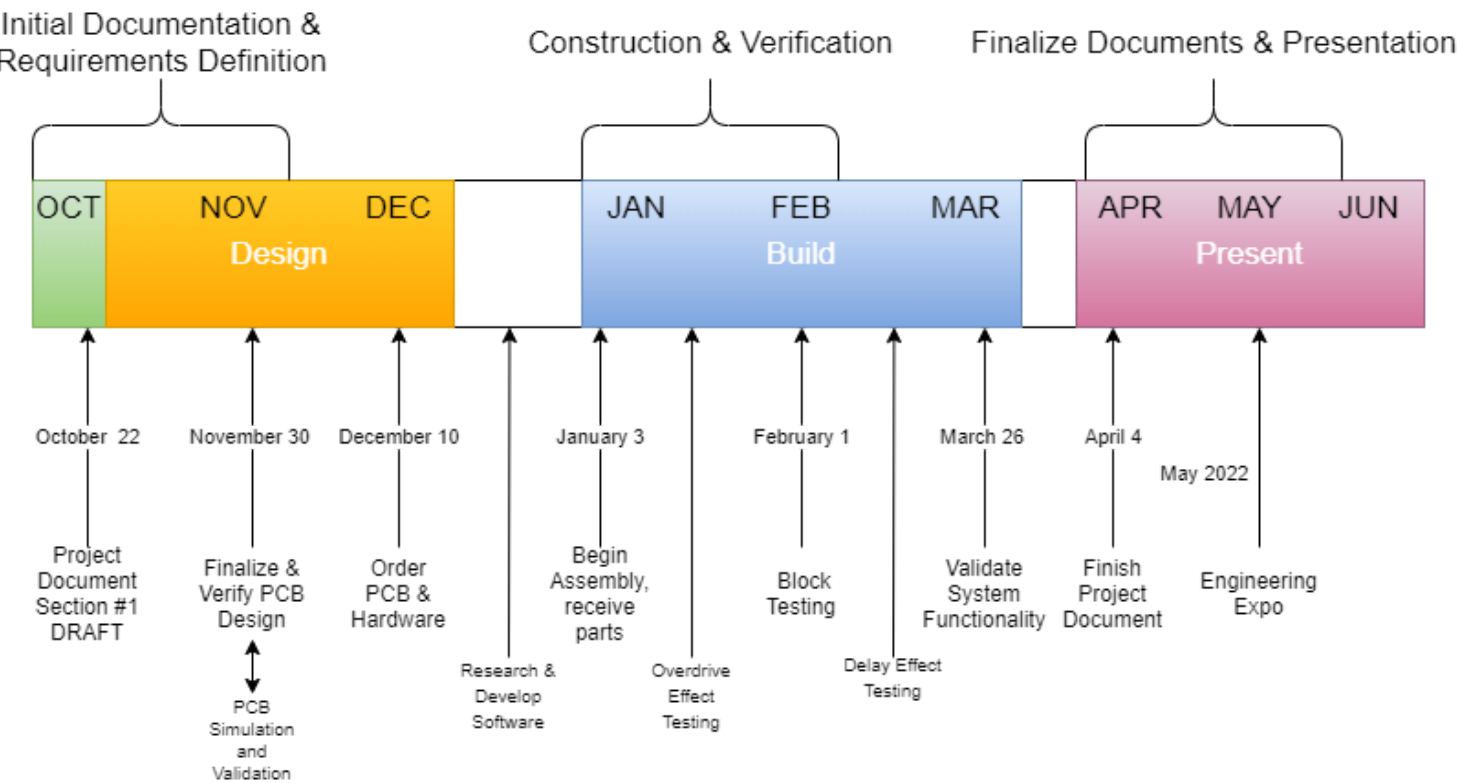 Initial Documentation &
Requirements Definition
Construction & Verification
Finalize Documents & Presentation
OCT
NOV
DEC
JAN
FEB
MAR
APR
MAY
JUN
Design
Build
Present
October 22
November 30
December 10
January 3
February 1
March 26
April 4
May 2022
Project
Document
Section #1
DRAFT
Finalize &
Verify PCB
Design
PCB
Simulation
and
Validation
Order
PCB &
Hardware
Research &
Develop
Software
Begin
Assembly,
receive
parts
Overdrive
Effect
Testing
Block
Testing
Delay Effect
Testing
Validate
System
Functionality
Finish
Project
Document
Engineering
Expo